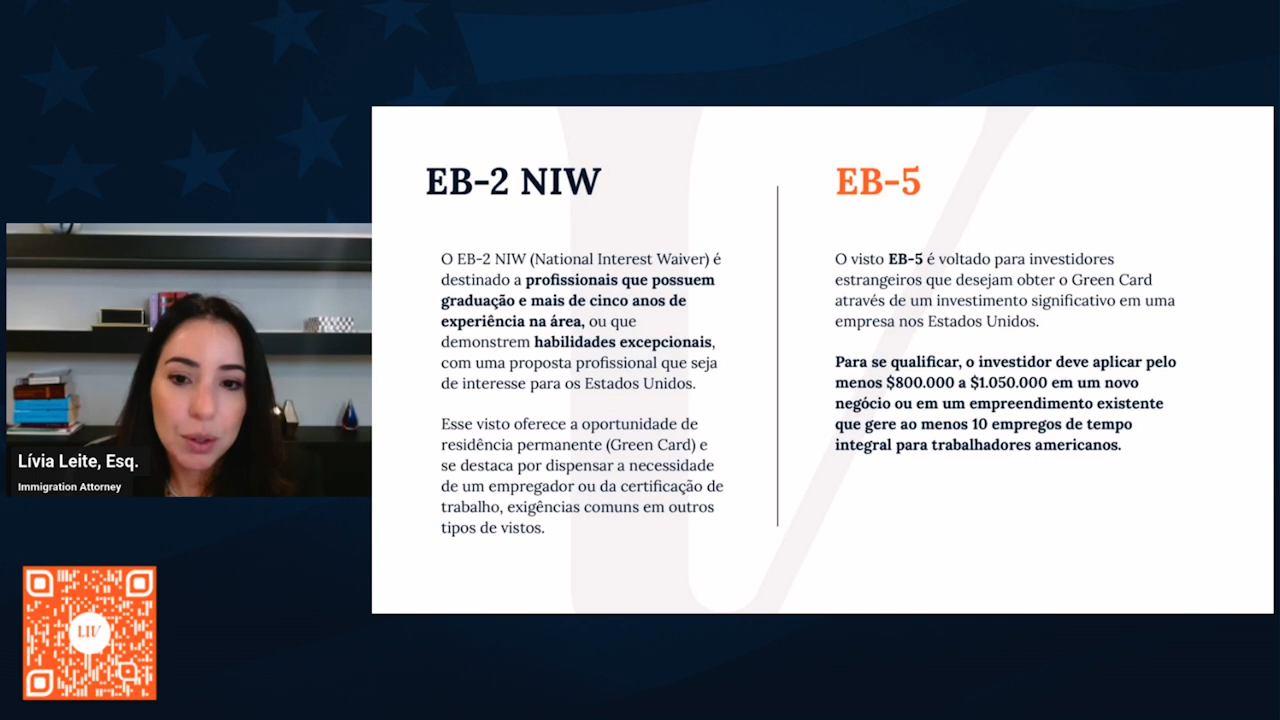 EB-2 NIW
O EB-2 NIW (National Interest Waiver) é
destinado a profissionais que possuem
graduação e mais de cinco anos de
experiência na área, ou que
demonstrem habilidades excepcionais,
com uma proposta profissional que seja
de interesse para os Estados Unidos.
Esse visto oferece a oportunidade de
residência permanente (Green Card) e
se destaca por dispensar a necessidade
de um empregador ou da certificação de
trabalho, exigências comuns em outros
tipos de vistos.
EB-5
O visto EB-5 é voltado para investidores
estrangeiros que desejam obter o Green Card
através de um investimento significativo em uma
empresa nos Estados Unidos.
Para se qualificar, o investidor deve aplicar pelo
menos $800.000 a $1.050.000 em um novo
negócio ou em um empreendimento existente
que gere ao menos 10 empregos de tempo
integral para trabalhadores americanos.
Lívia Leite, Esq.
Immigration Attorney
LIV